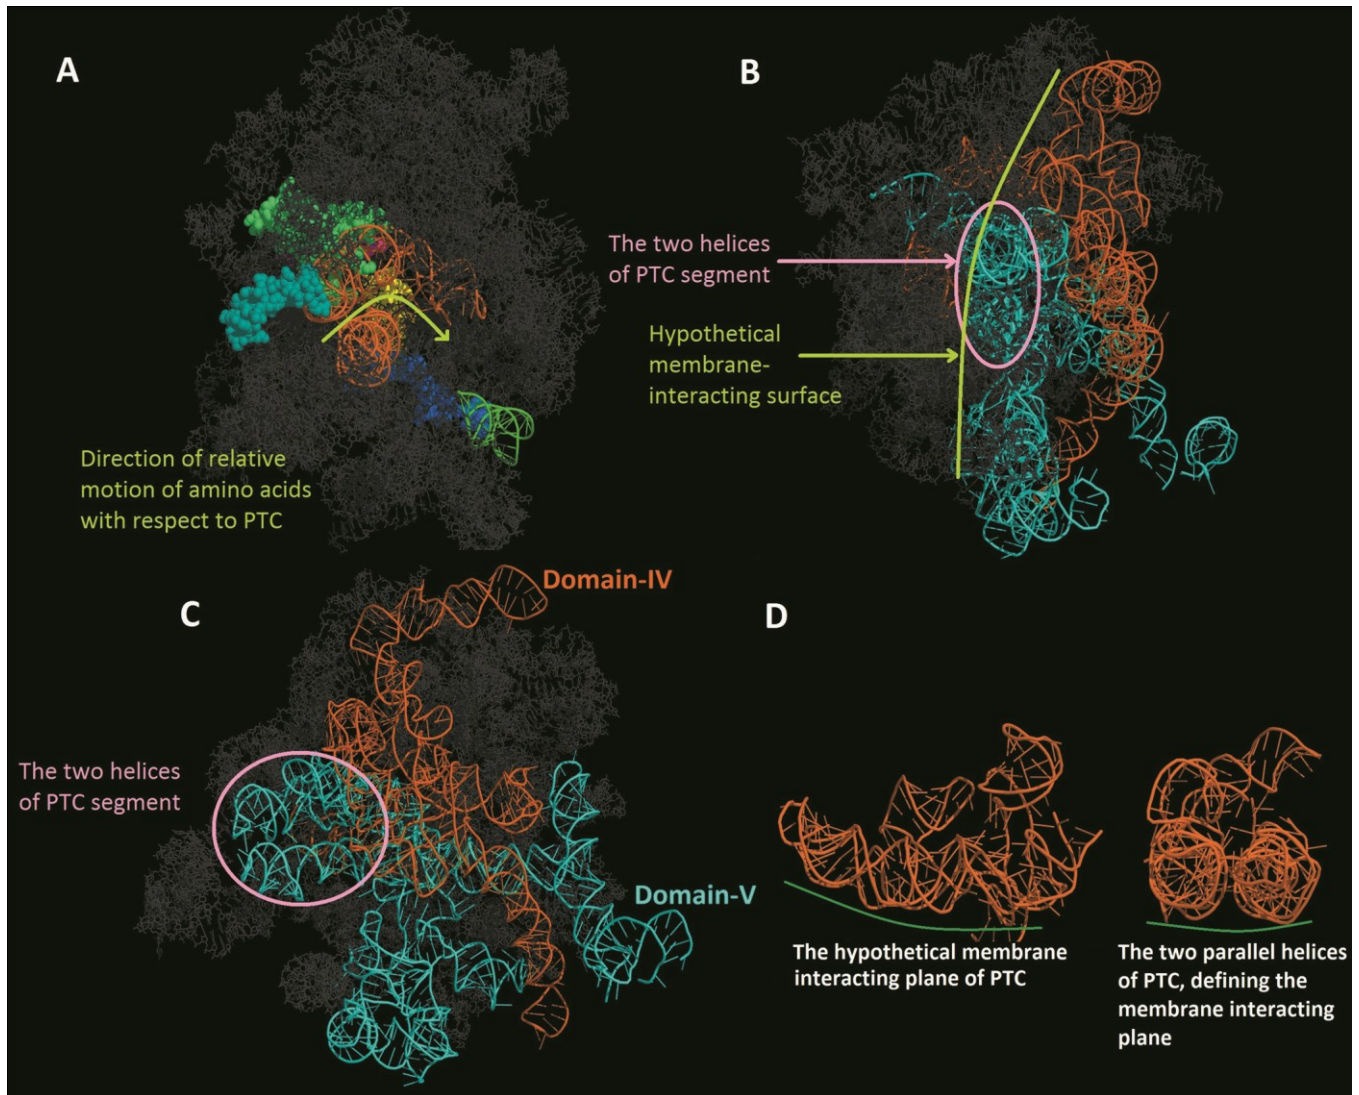 A
Direction of relative
motion of amino acids
with respect to PTC
B
The two helices
of PTC segment
Hypothetical
membrane-
interacting surface
C
Domain-IV
The two helices
of PTC segment
Domain-V
D
The hypothetical membrane
interacting plane of PTC
The two parallel helices
of PTC, defining the
membrane interacting
plane